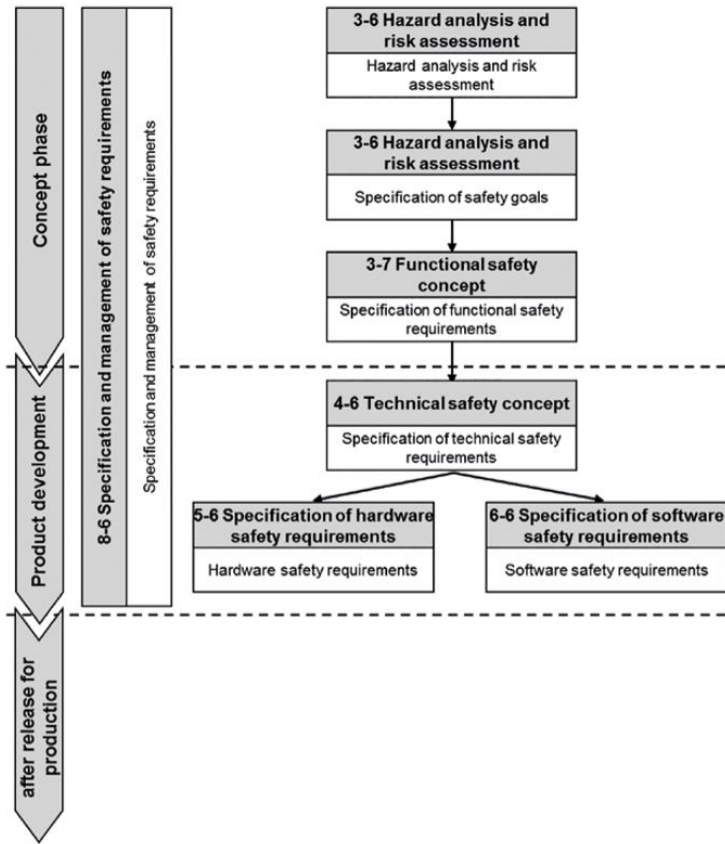 Concept phase
Product development
after release for
production
8-6 Specification and management of safety requirements
Specification and management of safety requirements
3-6 Hazard analysis and
risk assessment
Hazard analysis and risk
assessment
3-6 Hazard analysis and
risk assessment
Specification of safety goals
3-7 Functional safety
concept
Specification of functional safety
requirements
4-6 Technical safety concept
Specification of technical safety
requirements
5-6 Specification of hardware
safety requirements
Hardware safety requirements
6-6 Specification of software
safety requirements
Software safety requirements